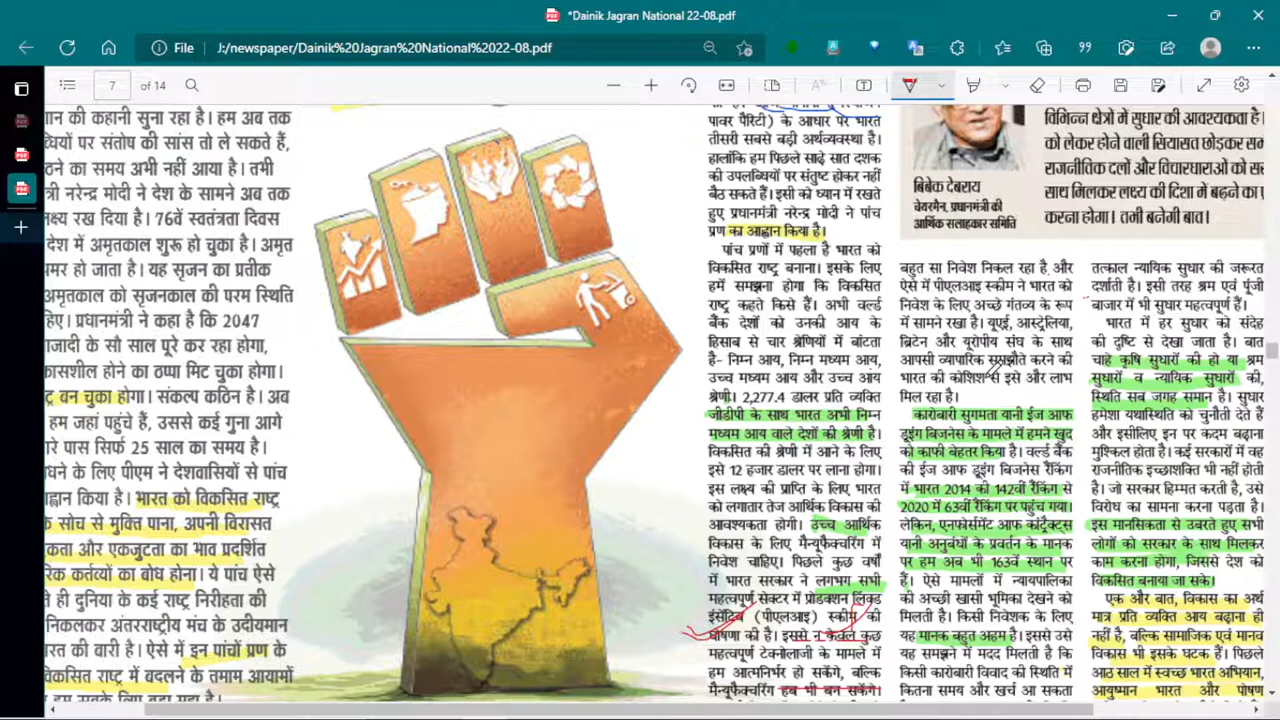 *Dainik Jagran National 22-08.pdf
File
J:/newspaper/Dainik%20Jagran%20National%2022-08.pdf
7
of 14
ान की कहानी सुना रहा है। हम अब तक
ब्धियों पर संतोष की सांस तो ले सकते हैं,
ठने का समय अभी नहीं आया है। तभी
त्री नरेन्द्र मोदी ने देश के सामने अब तक
लक्ष्य रख दिया है। 76वें स्वतंत्रता दिवस
देश में अमृतकाल शुरू हो चुका है। अमृत
मर हो जाता है। यह सृजन का प्रतीक
अमृतकाल को सृजनकाल की परम स्थिति
हिए। प्रधानमंत्री ने कहा है कि 2047
ाजादी के सौ साल पूरे कर रहा होगा,
कासशील होने का ठप्पा मिट चुका होगा।
ट्र बन चुका होगा। संकल्प कठिन है। अब
हम जहां पहुंचे हैं, उससे कई गुना आगे
ारे पास सिर्फ 25 साल का समय है।
धने के लिए पीएम ने देशवासियों से पांच
ाह्वान किया है। भारत को विकसित राष्ट्र
के सोच से मुक्ति पाना, अपनी विरासत
कता और एकजुटता का भाव प्रदर्शित
रिक कर्तव्यों का बोध होना। ये पांच ऐसे
ते ही दुनिया के कई राष्ट्र निरीहता की
निकलकर अंतरराष्ट्रीय मंच के उदीयमान
रत की वारी है। ऐसे में इन पांचों प्रण के
विकसित राष्ट्र में बदलने के तमाम आयामों
पावर पैरिटी) के आधार पर भारत
तीसरी सबसे बड़ी अर्थव्यवस्था है।
हालांकि हम पिछले साढ़े सात दशक
की उपलब्धियों पर संतुष्ट होकर नहीं
बैठ सकते हैं। इसी को ध्यान में रखते
हुए प्रधानमंत्री नरेन्द्र मोदी ने पांच
प्रण का आह्वान किया है।
पांच प्रणों में पहला है भारत को
विकसित राष्ट्र बनाना। इसके लिए
हमें समझना होगा कि विकसित
राष्ट्र कहते किसे हैं। अभी वर्ल्ड
बैंक देशों को उनकी आय के
हिसाब से चार श्रेणियों में बांटता
है- निम्न आय, निम्न मध्यम आय,
उच्च मध्यम आय और उच्च आय
श्रेणी। 2,277.4 डालर प्रति व्यक्ति
जीडीपी के साथ भारत अभी निम्न
मध्यम आय वाले देशों की श्रेणी है।
विकसित की श्रेणी में आने के लिए
इसे 12 हजार डालर पर लाना होगा।
इस लक्ष्य की प्राप्ति के लिए भारत
को लगातार तेज आर्थिक विकास की
आवश्यकता होगी। उच्च आर्थिक
विकास के लिए मैन्यूफैक्चरिंग में
निवेश चाहिए। पिछले कुछ वर्षों
में भारत सरकार ने लगभग सभी
महत्वपूर्ण सेक्टर में प्रोडक्शन लिंक्ड
इंसेंटिव (पीएलआइ) स्कीम की
घोषणा की है। इससे न केवल कुछ
महत्वपूर्ण टेक्नोलाजी के मामले में
हम आत्मनिर्भर हो सकेंगे, बल्कि
मैन्यूफैक्चरिंग हब भी बन सकेंगे।
बिबेक देबराय
चेयरमैन, प्रधानमंत्री की
आर्थिक सलाहकार समिति
विभिन्न क्षेत्रों में सुधार की आवश्यकता है।
को लेकर होने वाली सियासत छोड़कर सभ
राजनीतिक दलों और विचारधाराओं को स
साथ मिलकर लक्ष्य की दिशा में बढ़ने का
करना होगा। तभी बनेगी बात।
बहुत सा निवेश निकल रहा है और
ऐसे में पीएलआइ स्कीम ने भारत को
निवेश के लिए अच्छे गंतव्य के रूप
में सामने रखा है। यूएई, आस्ट्रेलिया,
ब्रिटेन और यूरोपीय संघ के साथ
आपसी व्यापारिक समझौते करने की
भारत की कोशिश से इसे और लाभ
मिल रहा है।
कारोबारी सुगमता यानी ईज आफ
डूइंग बिजनेस के मामले में हमने खुद
को काफी बेहतर किया है। वर्ल्ड बैंक
की ईज आफ डूइंग बिजनेस रैंकिंग
में भारत 2014 की 142वीं रैंकिंग से
2020 में 63वीं रैंकिंग पर पहुंच गया।
लेकिन, एनफोर्समेंट आफ कांट्रैक्ट्स
यानी अनुबंधों के प्रवर्तन के मानक
पर हम अब भी 163वें स्थान पर
हैं। ऐसे मामलों में न्यायपालिका
की अच्छी खासी भूमिका देखने को
मिलती है। किसी निवेशक के लिए
यह मानक बहुत अहम है। इससे उसे
यह समझने में मदद मिलती है कि
किसी कारोबारी विवाद की स्थिति में
कितना समय और खर्च आ सकता
तत्काल न्यायिक सुधार की जरूरत
दर्शाती है। इसी तरह श्रम एवं पूंजी
बाजार में भी सुधार महत्वपूर्ण हैं।
भारत में हर सुधार को संदेह
की दृष्टि से देखा जाता है। बात
चाहे कृषि सुधारों की हो या श्रम
सुधारों व न्यायिक सुधारों की,
स्थिति सब जगह समान है। सुधार
हमेशा यथास्थिति को चुनौती देते हैं
और इसीलिए इन पर कदम बढ़ाना
मुश्किल होता है। कई सरकारों में वह
राजनीतिक इच्छाशक्ति भी नहीं होती
है। जो सरकार हिम्मत करती है, उसे
विरोध का सामना करना पड़ता है।
इस मानसिकता से उबरते हुए सभी
लोगों को सरकार के साथ मिलकर
काम करना होगा, जिससे देश को
विकसित बनाया जा सके।
एक और बात, विकास का अर्थ
मात्र प्रति व्यक्ति आय बढ़ाना ही
नहीं है, बल्कि सामाजिक एवं मानव
विकास भी इसके घटक हैं। पिछले
आठ साल में स्वच्छ भारत अभियान,
आयुष्मान भारत और पोषण